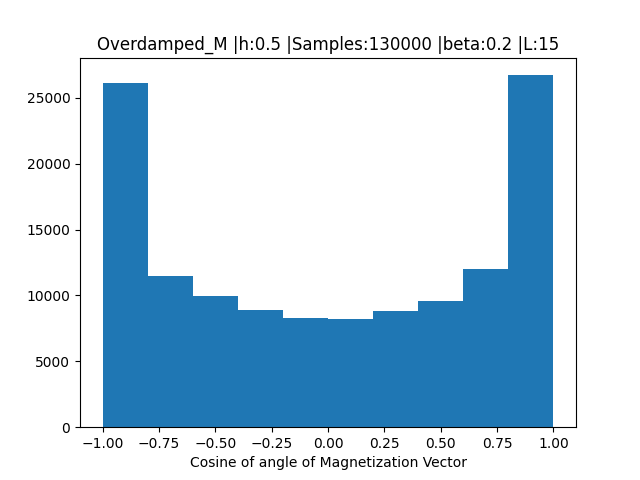 Overdamped_M |h:0.5 |Samples:130000 |beta:0.2 |L:15
25000
20000
15000
10000
5000
0
−1.00 −0.75 −0.50 −0.25 0.00 0.25 0.50 0.75 1.00
Cosine of angle of Magnetization Vector